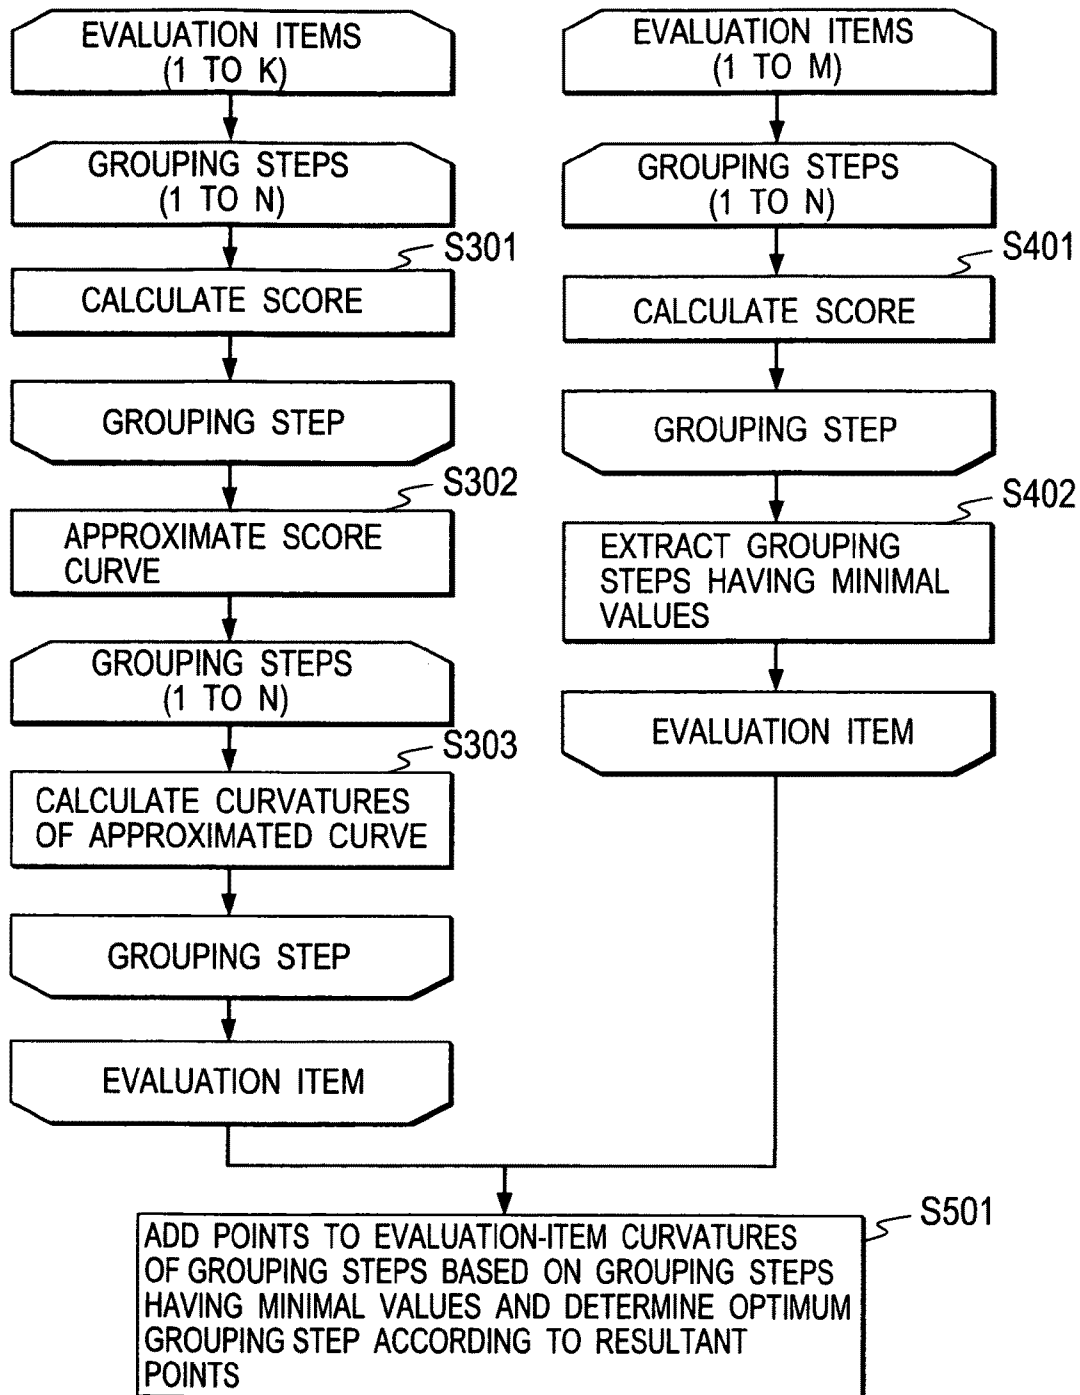 EVALUATION ITEMS
(1 TO K)
GROUPING STEPS
(1 TO N)
S301
CALCULATE SCORE
GROUPING STEP
S302
APPROXIMATE SCORE
CURVE
GROUPING STEPS
(1 TO N)
S303
CALCULATE CURVATURES
OF APPROXIMATED CURVE
GROUPING STEP
EVALUATION ITEM
EVALUATION ITEMS
(1 TO M)
GROUPING STEPS
(1 TO N)
S401
CALCULATE SCORE
GROUPING STEP
S402
EXTRACT GROUPING
STEPS HAVING MINIMAL
VALUES
EVALUATION ITEM
S501
ADD POINTS TO EVALUATION-ITEM CURVATURES
OF GROUPING STEPS BASED ON GROUPING STEPS
HAVING MINIMAL VALUES AND DETERMINE OPTIMUM
GROUPING STEP ACCORDING TO RESULTANT
POINTS